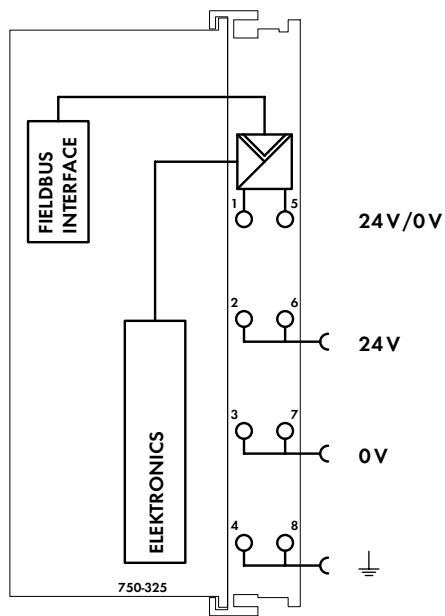 FIELDBUS
INTERFACE
1
5
24V/0V
2
6
24V
3
7
0V
ELEKTRONICS
4
8
750-325